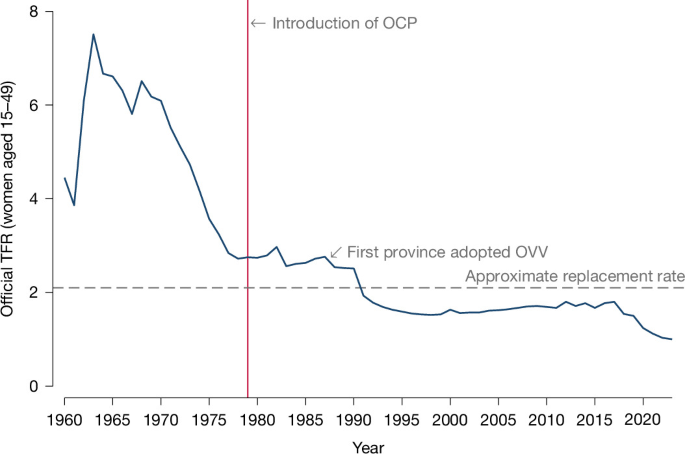 8
← Introduction of OCP
6
4
↙ First province adopted OVV
Approximate replacement rate
2
0
Official TFR (women aged 15–49)
1960 1965 1970 1975 1980 1985 1990 1995 2000 2005 2010 2015 2020
Year